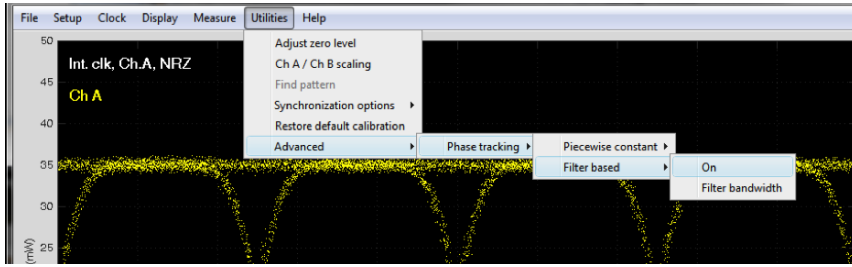 File Setup Clock Display Measure Utilities Help
50
Adjust zero level
Int. clk, Ch.A, NRZ
Ch A / Ch B scaling
45
Find pattern
Ch A
Synchronization options
40
Restore default calibration
Advanced
Phase tracking
Piecewise constant
35
Filter based
On
Filter bandwidth
30
25
(mW)